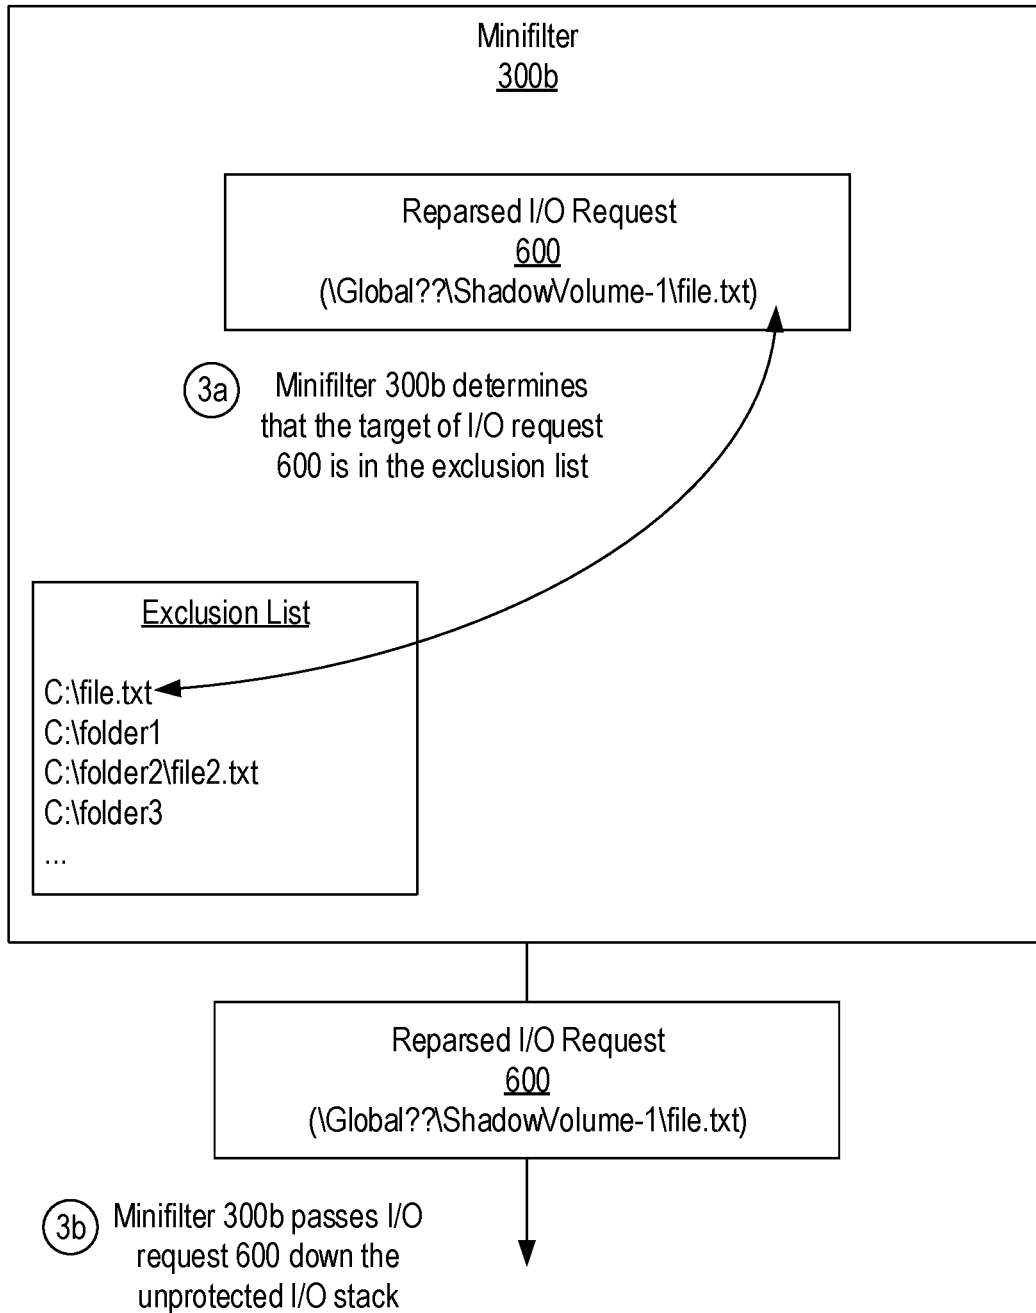 Minifilter
300b
Reparsed I/O Request
600
(\Global??\ShadowVolume-1\file.txt)
3a
Minifilter 300b determines
that the target of I/O request
600 is in the exclusion list
Exclusion List
C:\file.txt
C:\folder1
C:\folder2\file2.txt
C:\folder3
...
Reparsed I/O Request
600
(\Global??\ShadowVolume-1\file.txt)
3b
Minifilter 300b passes I/O
request 600 down the
unprotected I/O stack